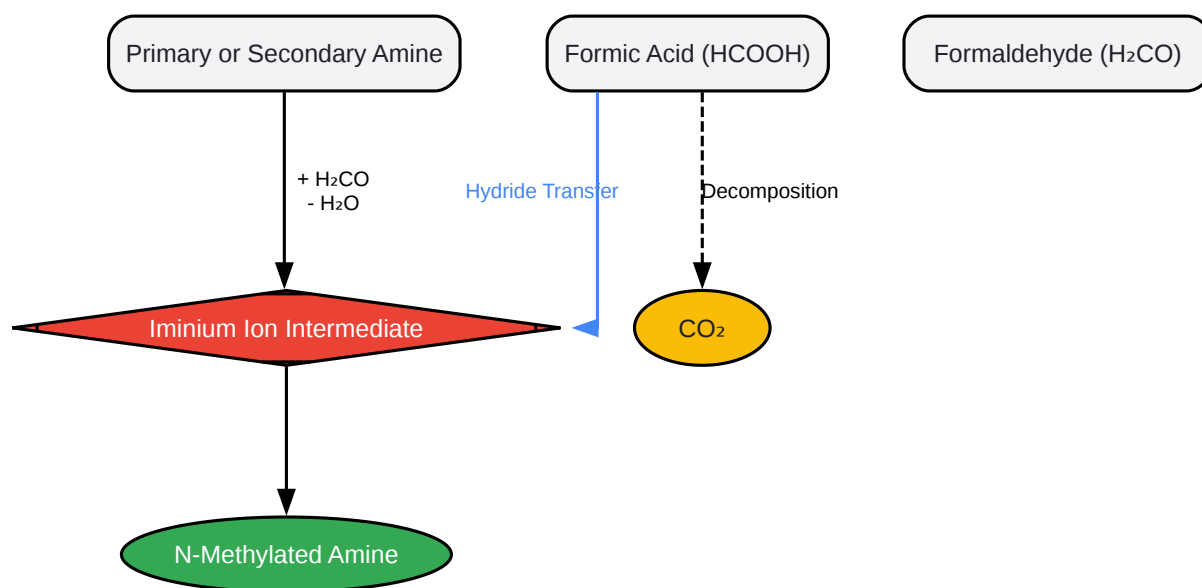 Primary or Secondary Amine
Formic Acid (HCOOH)
Formaldehyde (H₂CO)
+ H₂CO
- H₂O
Hydride Transfer
Decomposition
Iminium Ion Intermediate
CO₂
N-Methylated Amine